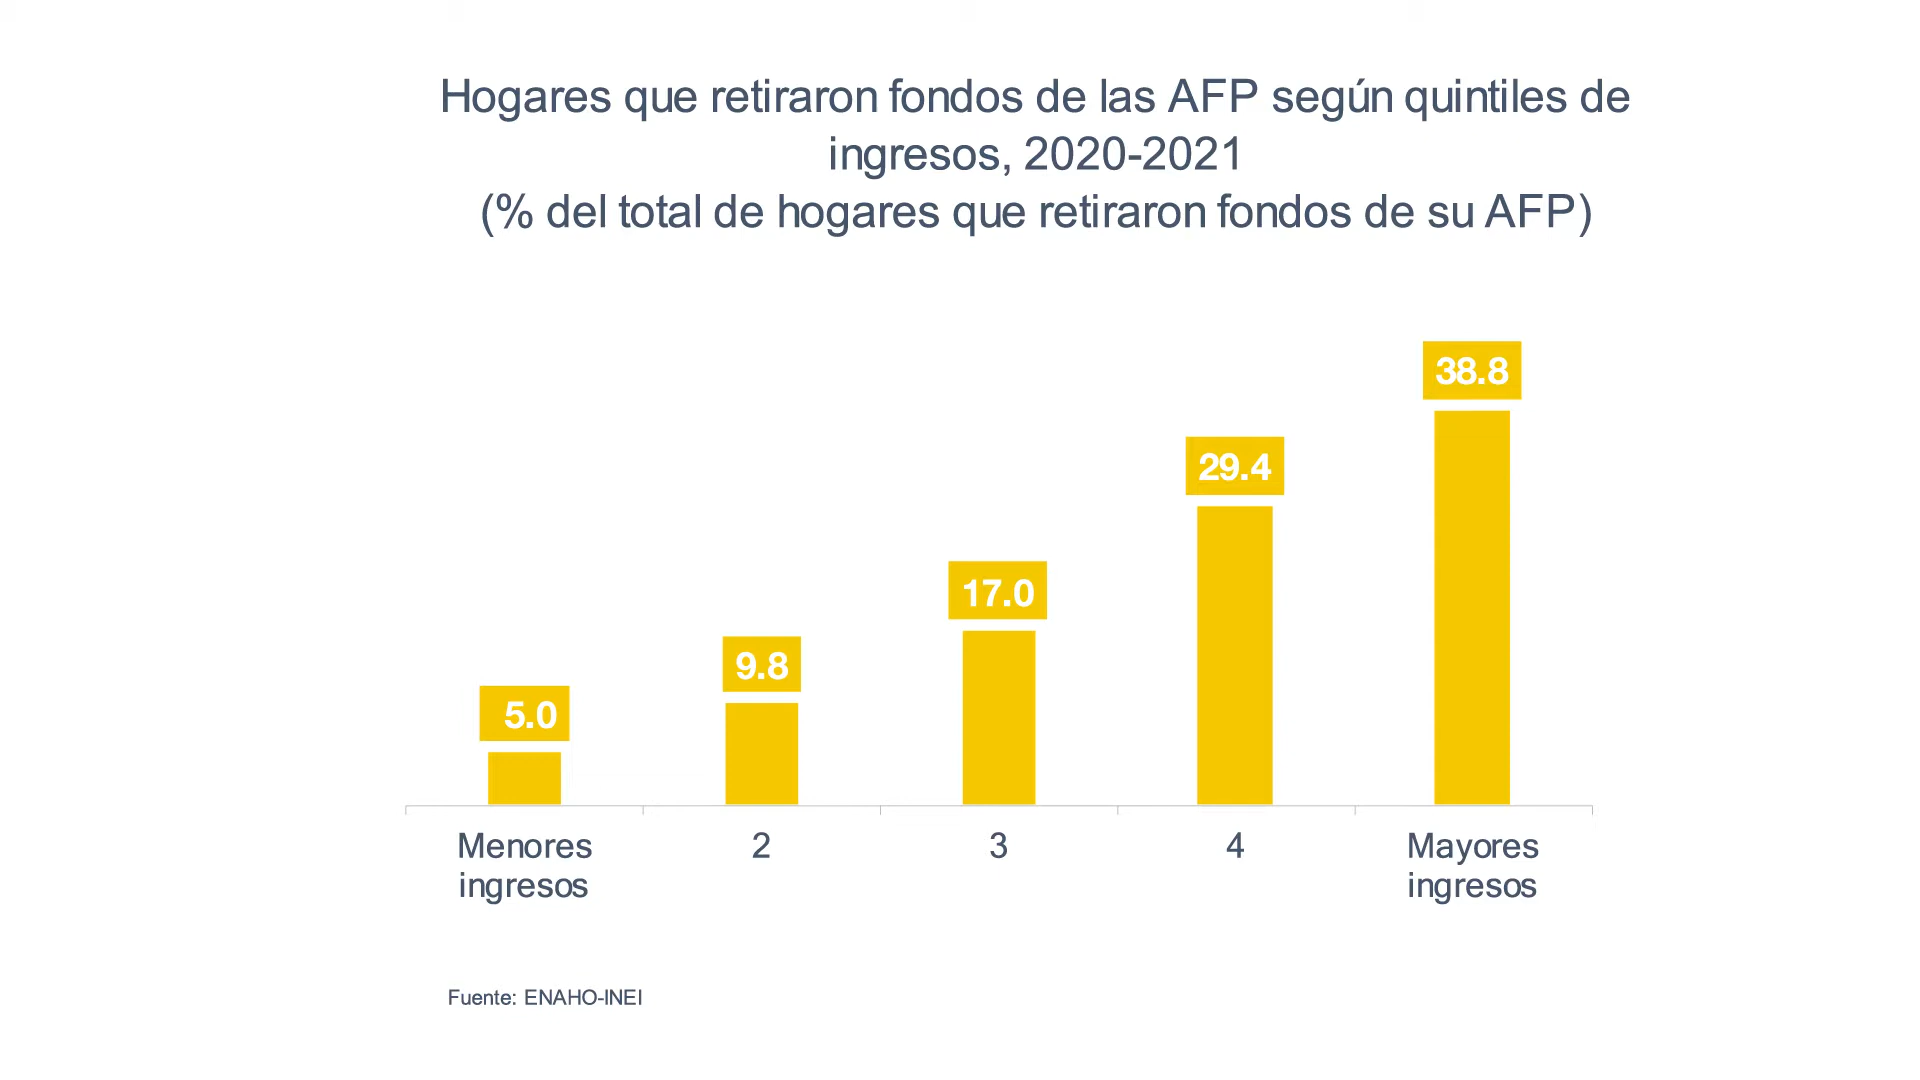 Hogares que retiraron fondos de las AFP según quintiles de
ingresos, 2020-2021
(% del total de hogares que retiraron fondos de su AFP)
38.8
29.4
17.0
9.8
5.0
Menores
ingresos
2
3
4
Mayores
ingresos
Fuente: ENAHO-INEI